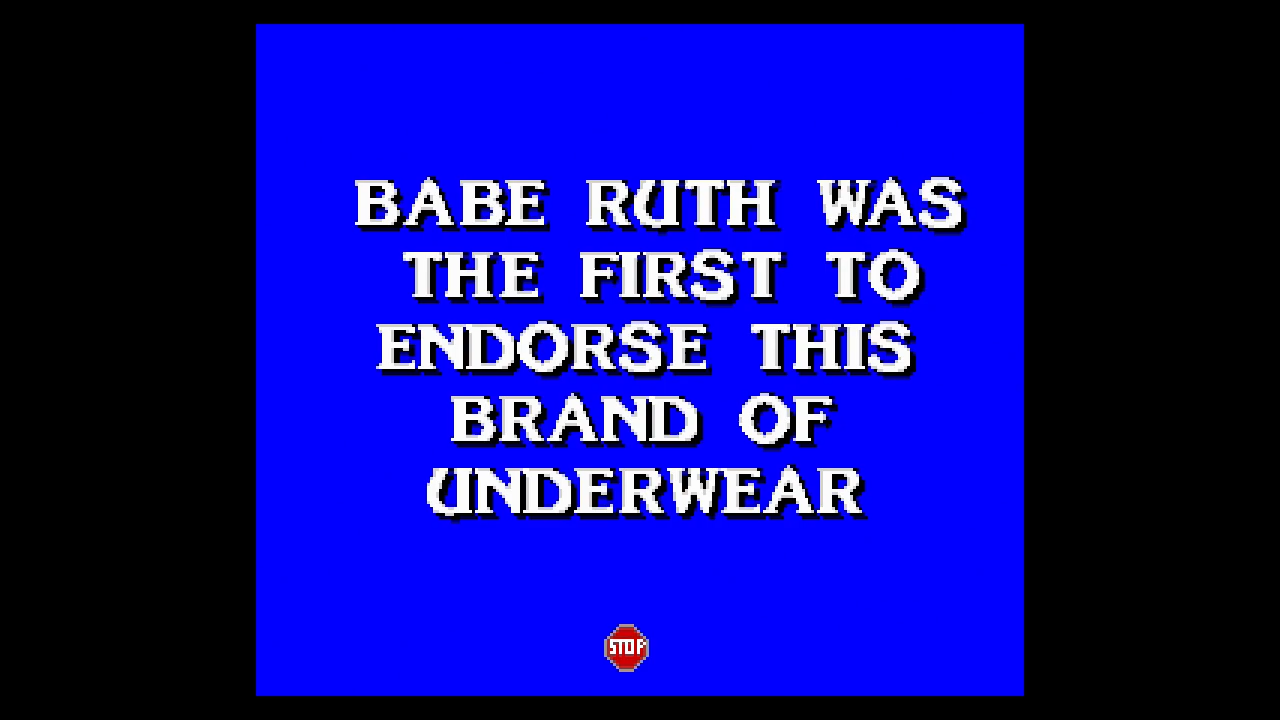 BABE RUTH WAS
THE FIRST TO
ENDORSE THIS
BRAND OF
UNDERWEAR
STOP